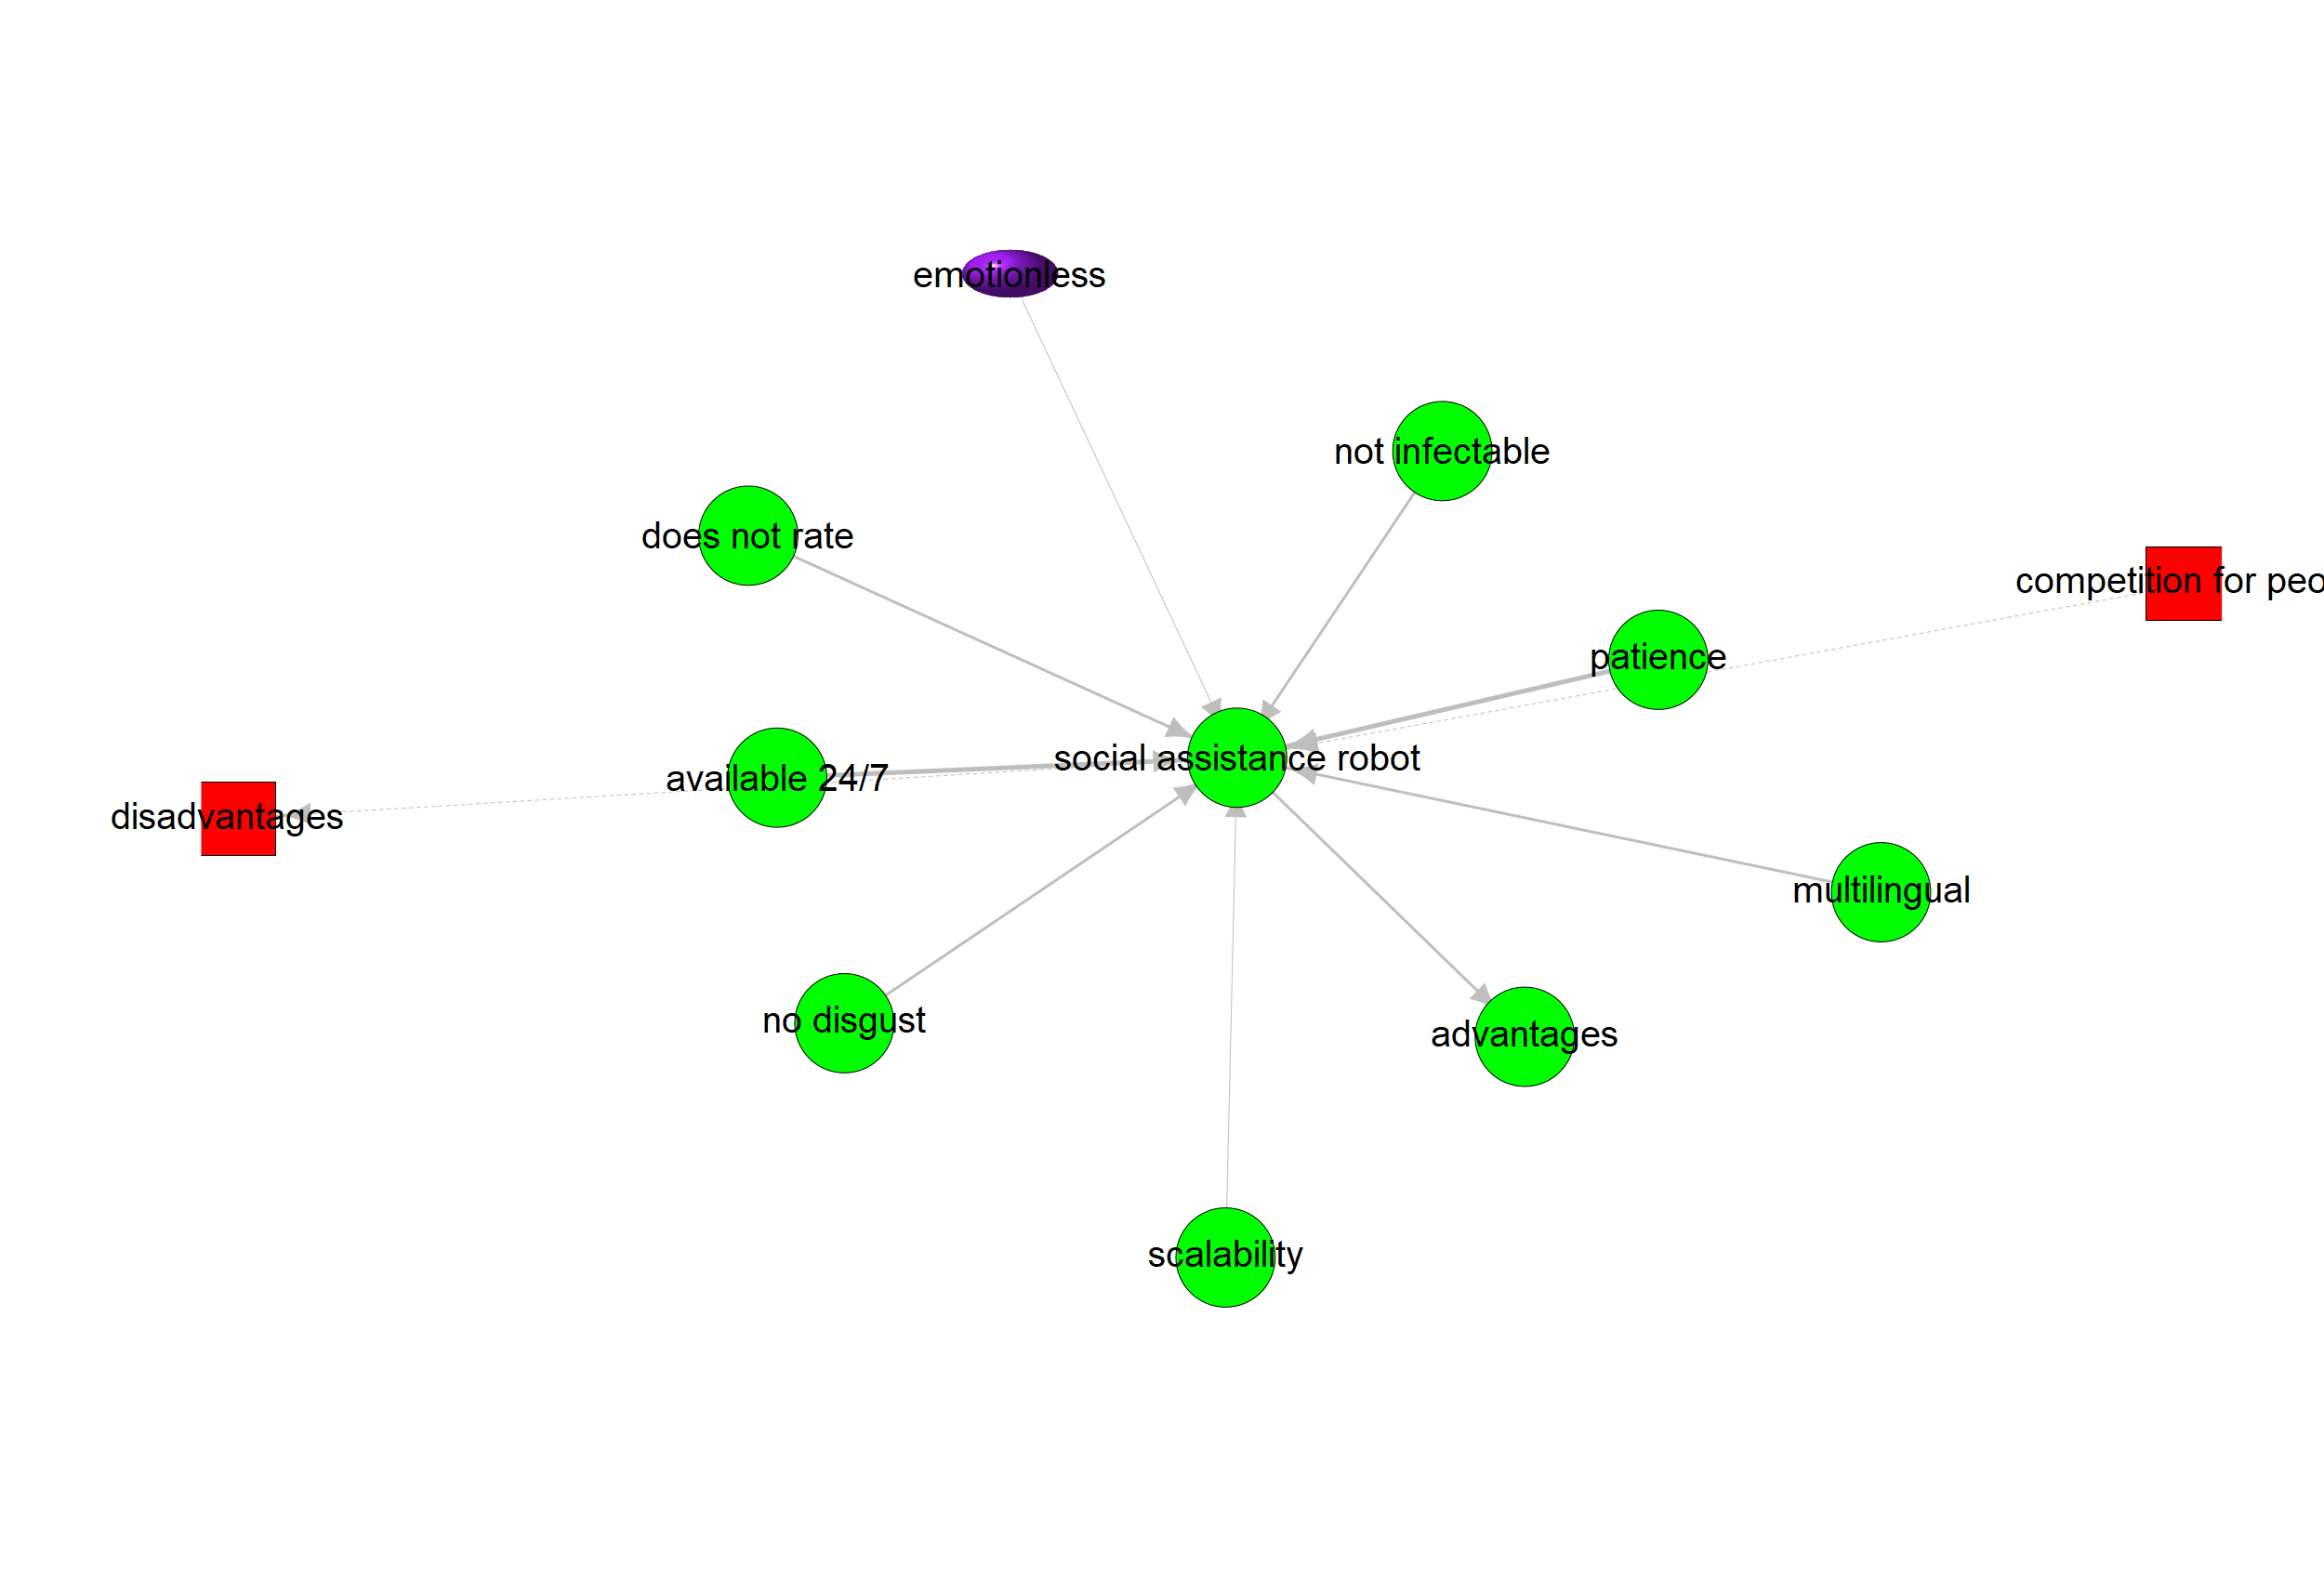 emotionless
not infectable
does not rate
competition for peo
patience
social assistance robot
available 24/7
disadvantages
multilingual
no disgust
advantages
scalability